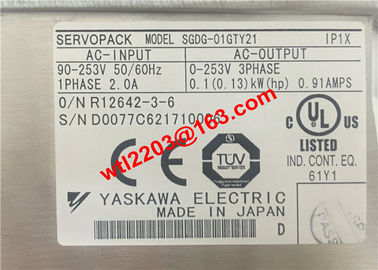 SERVOPACK MODEL SGDG-01GTY21 IP1X
AC-INPUT AC-OUTPUT
90-253V 50/60Hz 0-253V 3PHASE
1PHASE 2.0A 0.1(0.13)kW(hp) 0.91AMPS
O/N R12642-3-6
S/N D0077C6217100
wtl2203@163.com
C UL US
LISTED
IND. CONT. EQ.
61Y1
CE
TÜV
YASKAWA ELECTRIC
MADE IN JAPAN
D